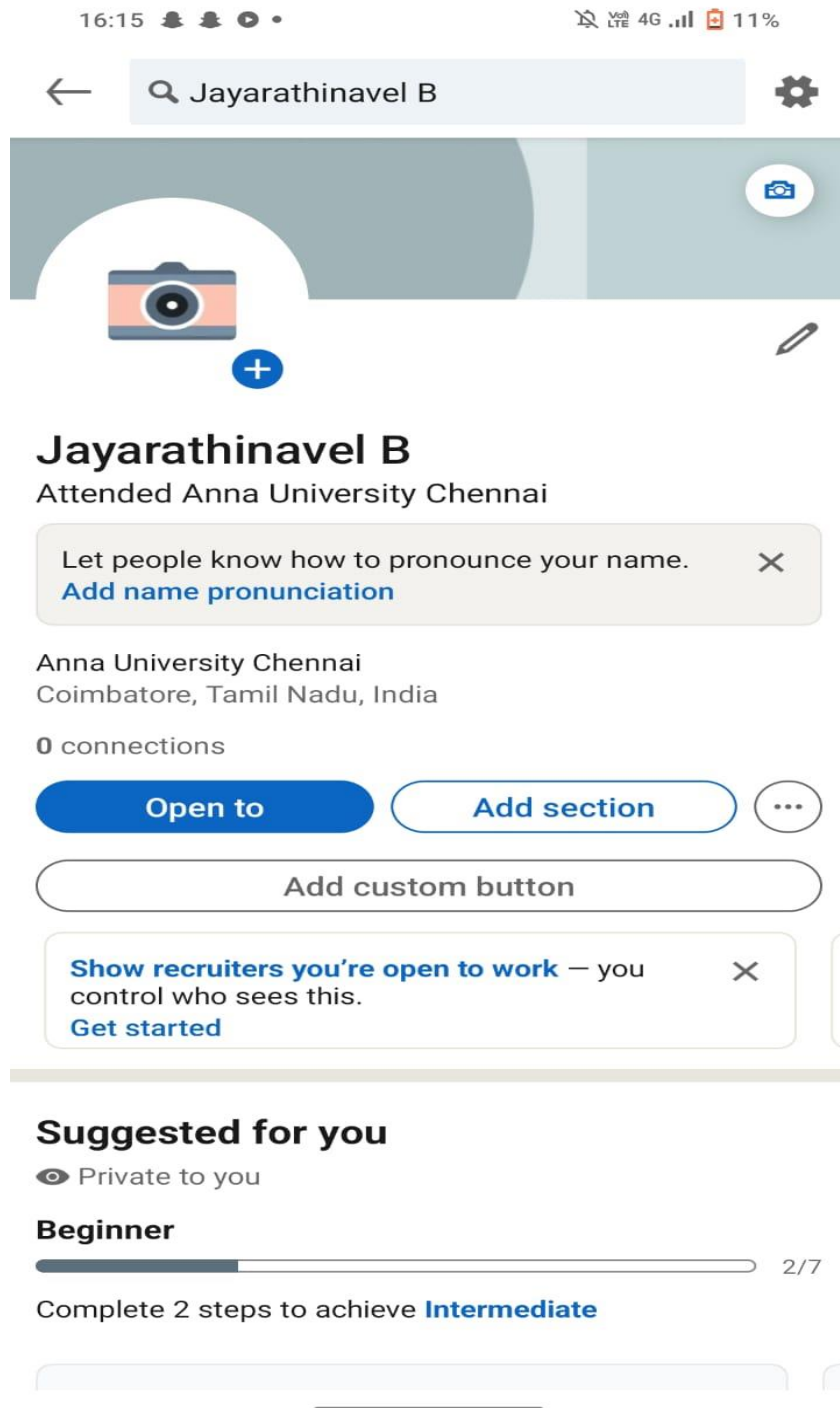 16:15 4G 11%
Jayarathinavel B
Jayarathinavel B
Attended Anna University Chennai
Let people know how to pronounce your name.
Add name pronunciation
Anna University Chennai
Coimbatore, Tamil Nadu, India
0 connections
Open to Add section
Add custom button
Show recruiters you’re open to work — you
control who sees this.
Get started
Suggested for you
Private to you
Beginner
2/7
Complete 2 steps to achieve Intermediate